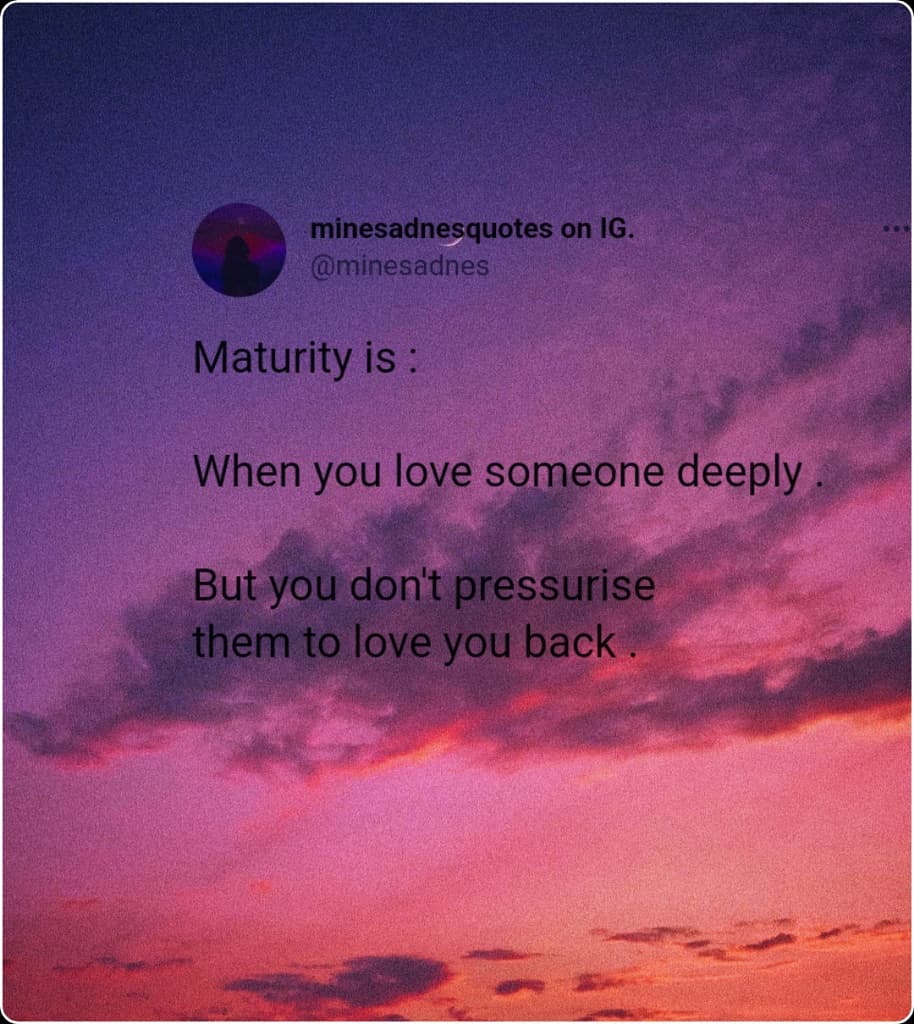 minesadnesquotes on IG.
@minesadnes
Maturity is :
When you love someone deeply .
But you don't pressurise
them to love you back .